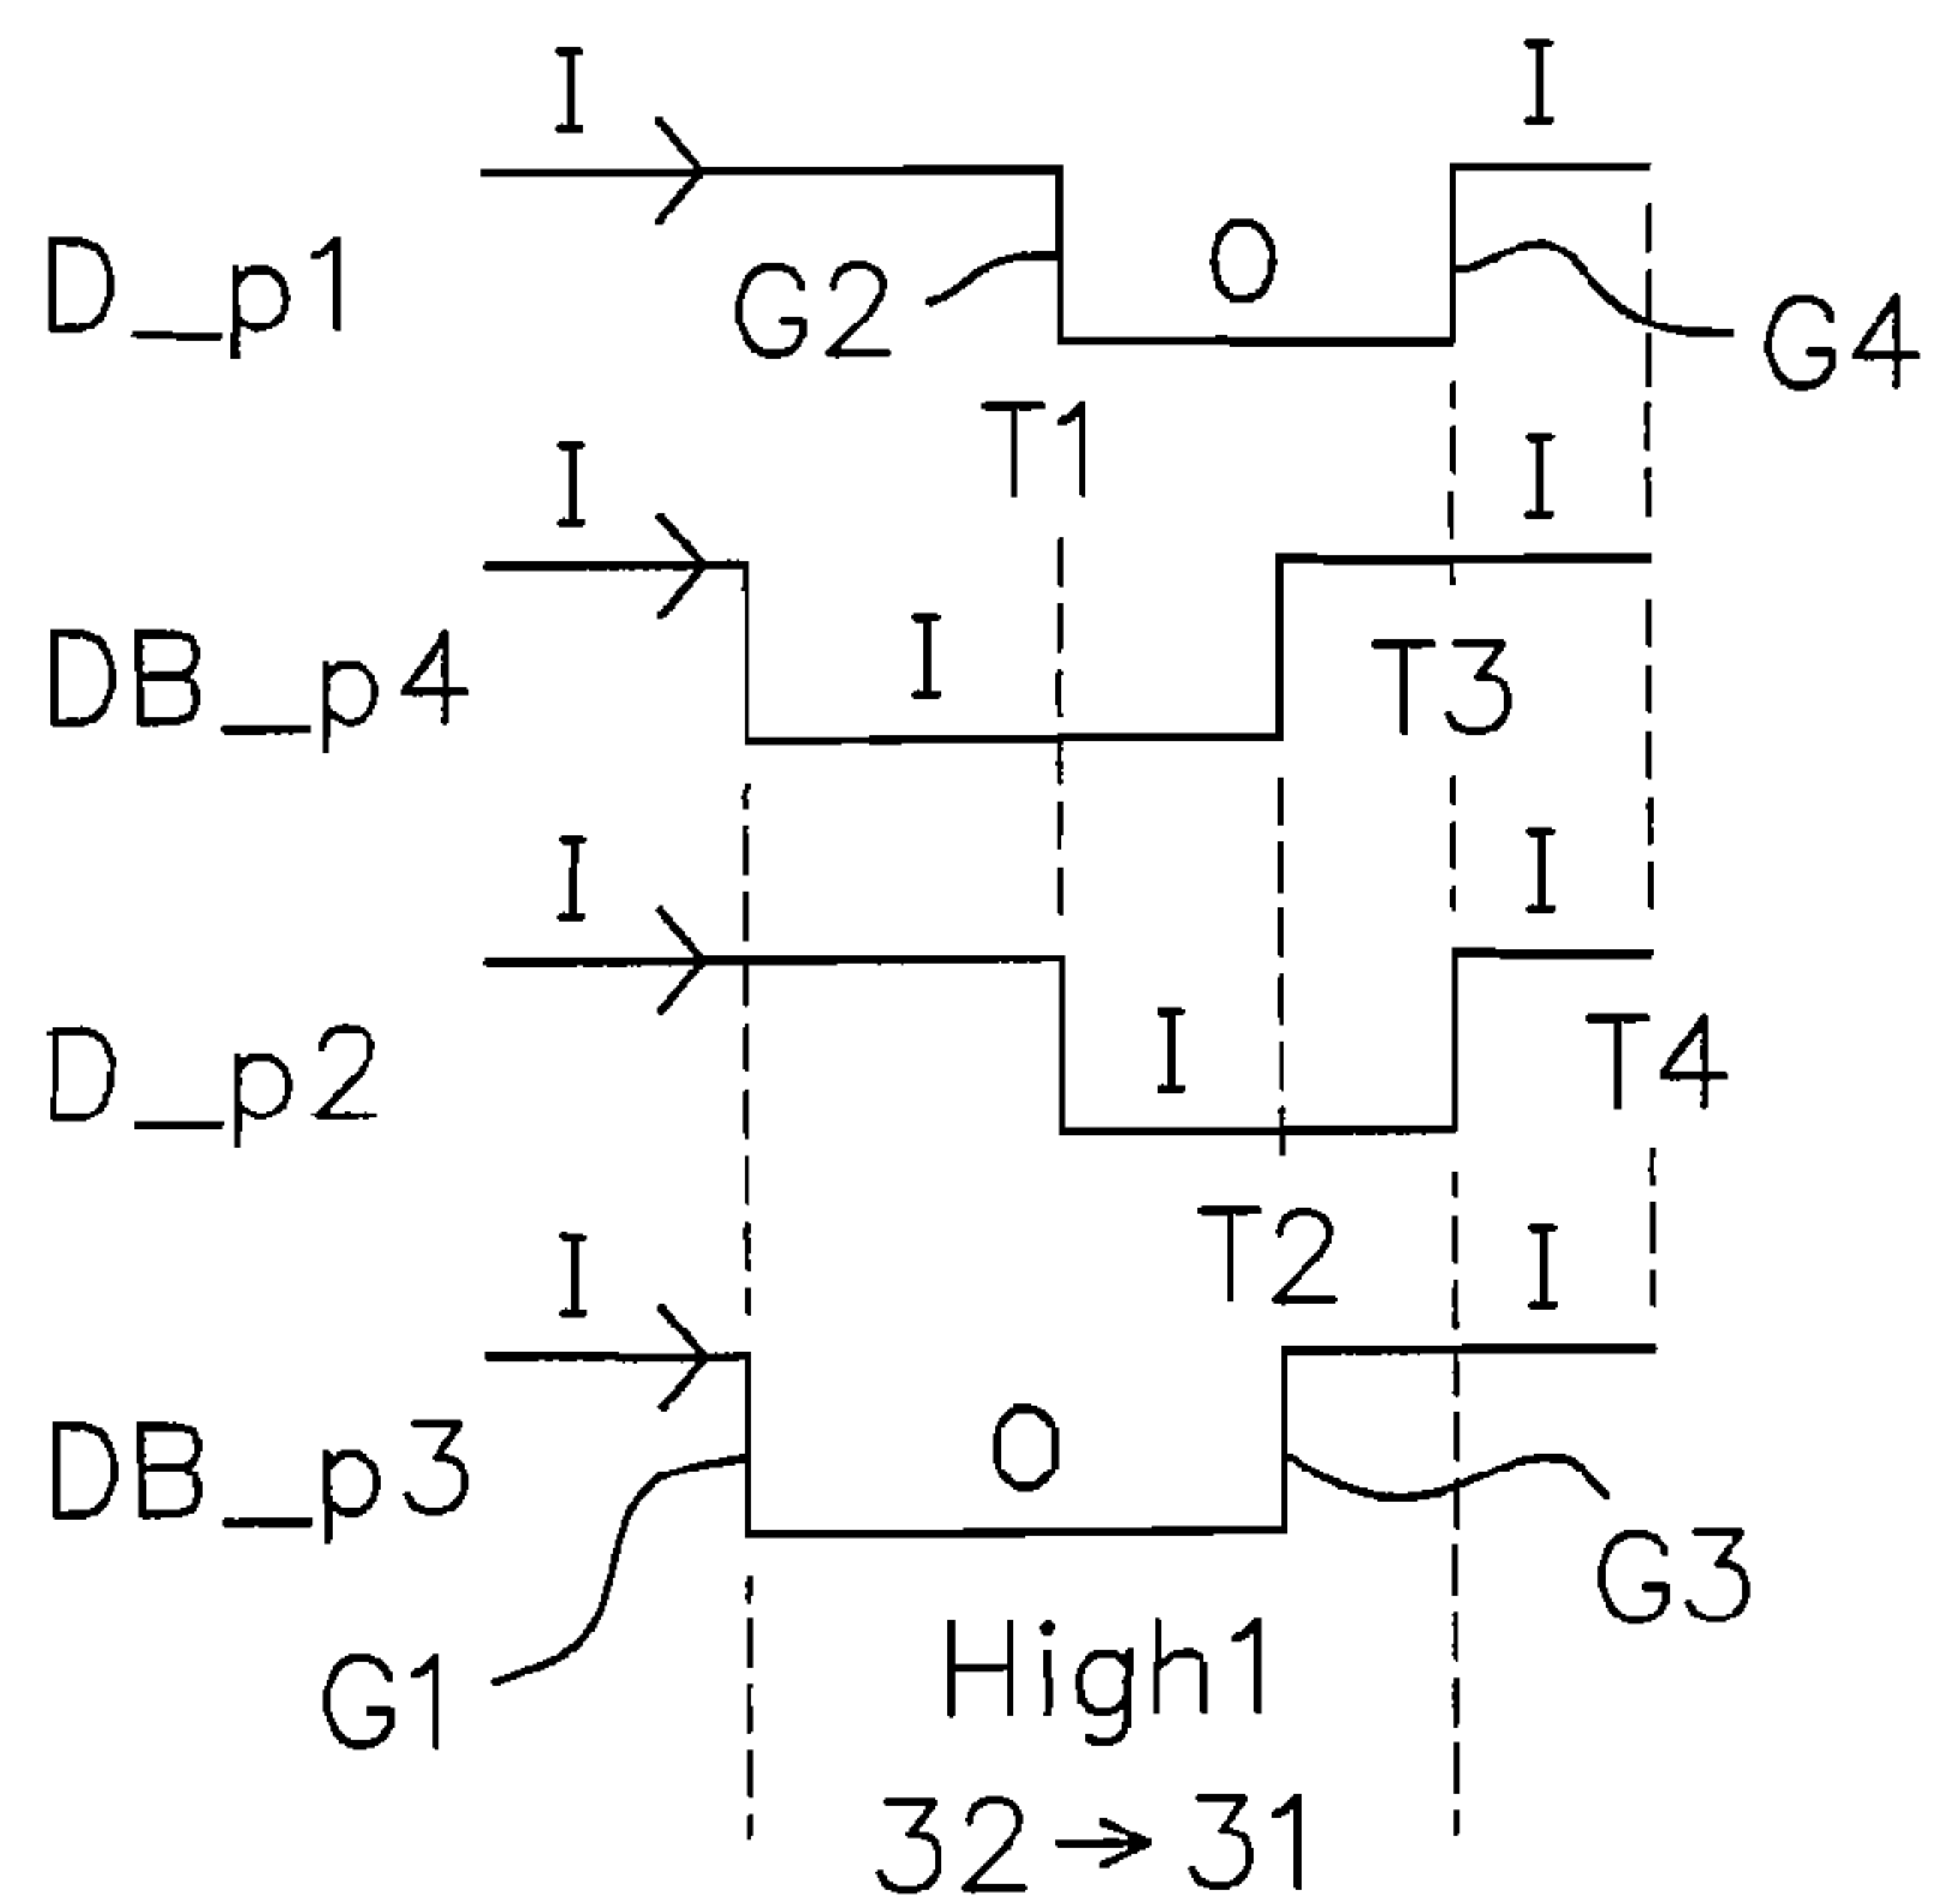 I I
D_p1 G2 O G4
T1
I I
DB_p4 I T3
I I
D_p2 I T4
T2
I I
DB_p3 O
G3
G1 High1
32→31